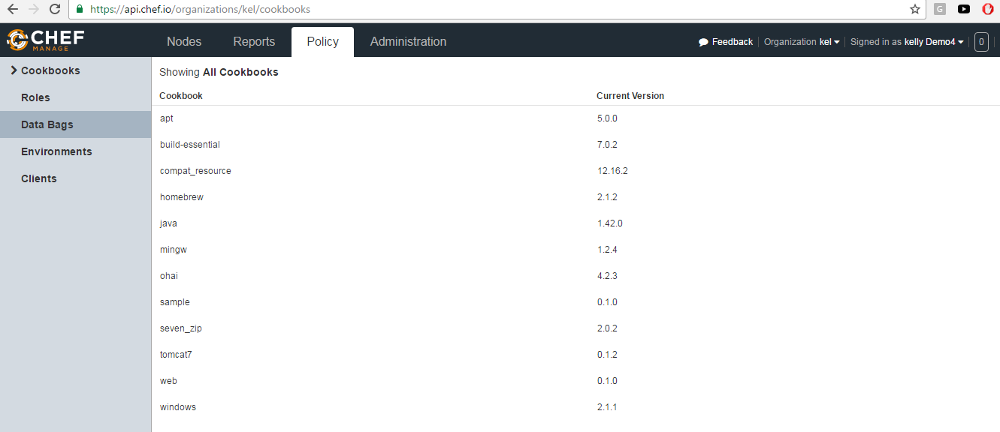 https://api.chef.io/organizations/kel/cookbooks
G
CHEF
MANAGE
Nodes Reports Policy Administration
Feedback Organization kel Signed in as kelly Demo4 0
Cookbooks
Roles
Data Bags
Environments
Clients
Showing All Cookbooks
Cookbook Current Version
apt 5.0.0
build-essential 7.0.2
compat_resource 12.16.2
homebrew 2.1.2
java 1.42.0
mingw 1.2.4
ohai 4.2.3
sample 0.1.0
seven_zip 2.0.2
tomcat7 0.1.2
web 0.1.0
windows 2.1.1